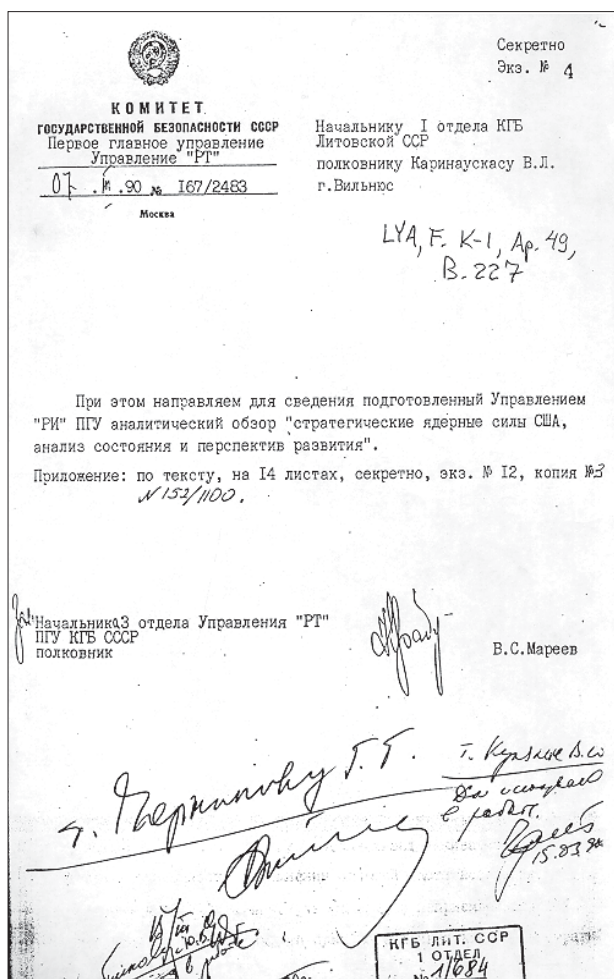 Секретно
Экз. № 4
КОМИТЕТ
ГОСУДАРСТВЕННОЙ БЕЗОПАСНОСТИ СССР
Первое главное управление
Управление "РТ"
07. .90 № I67/2483
Москва
Начальнику I отдела КГБ
Литовской ССР
полковнику Каринаускасу В.Л.
г.Вильнюс
LYA, F. K-1, Ap. 49,
B. 227
При этом направляем для сведения подготовленный Управлением
"РИ" ПГУ аналитический обзор "стратегические ядерные силы США,
анализ состояния и перспектив развития".
Приложение: по тексту, на I4 листах, секретно, экз. № I2, копия №3
N 152/1100.
Зам. Начальника 3 отдела Управления "РТ"
ПГУ КГБ СССР
полковник
В.С.Мареев
т. Г.Г.
т.
в работе.
15.03.90
в работе
КГБ ЛИТ. ССР
1 ОТДЕЛ
№ 1/684